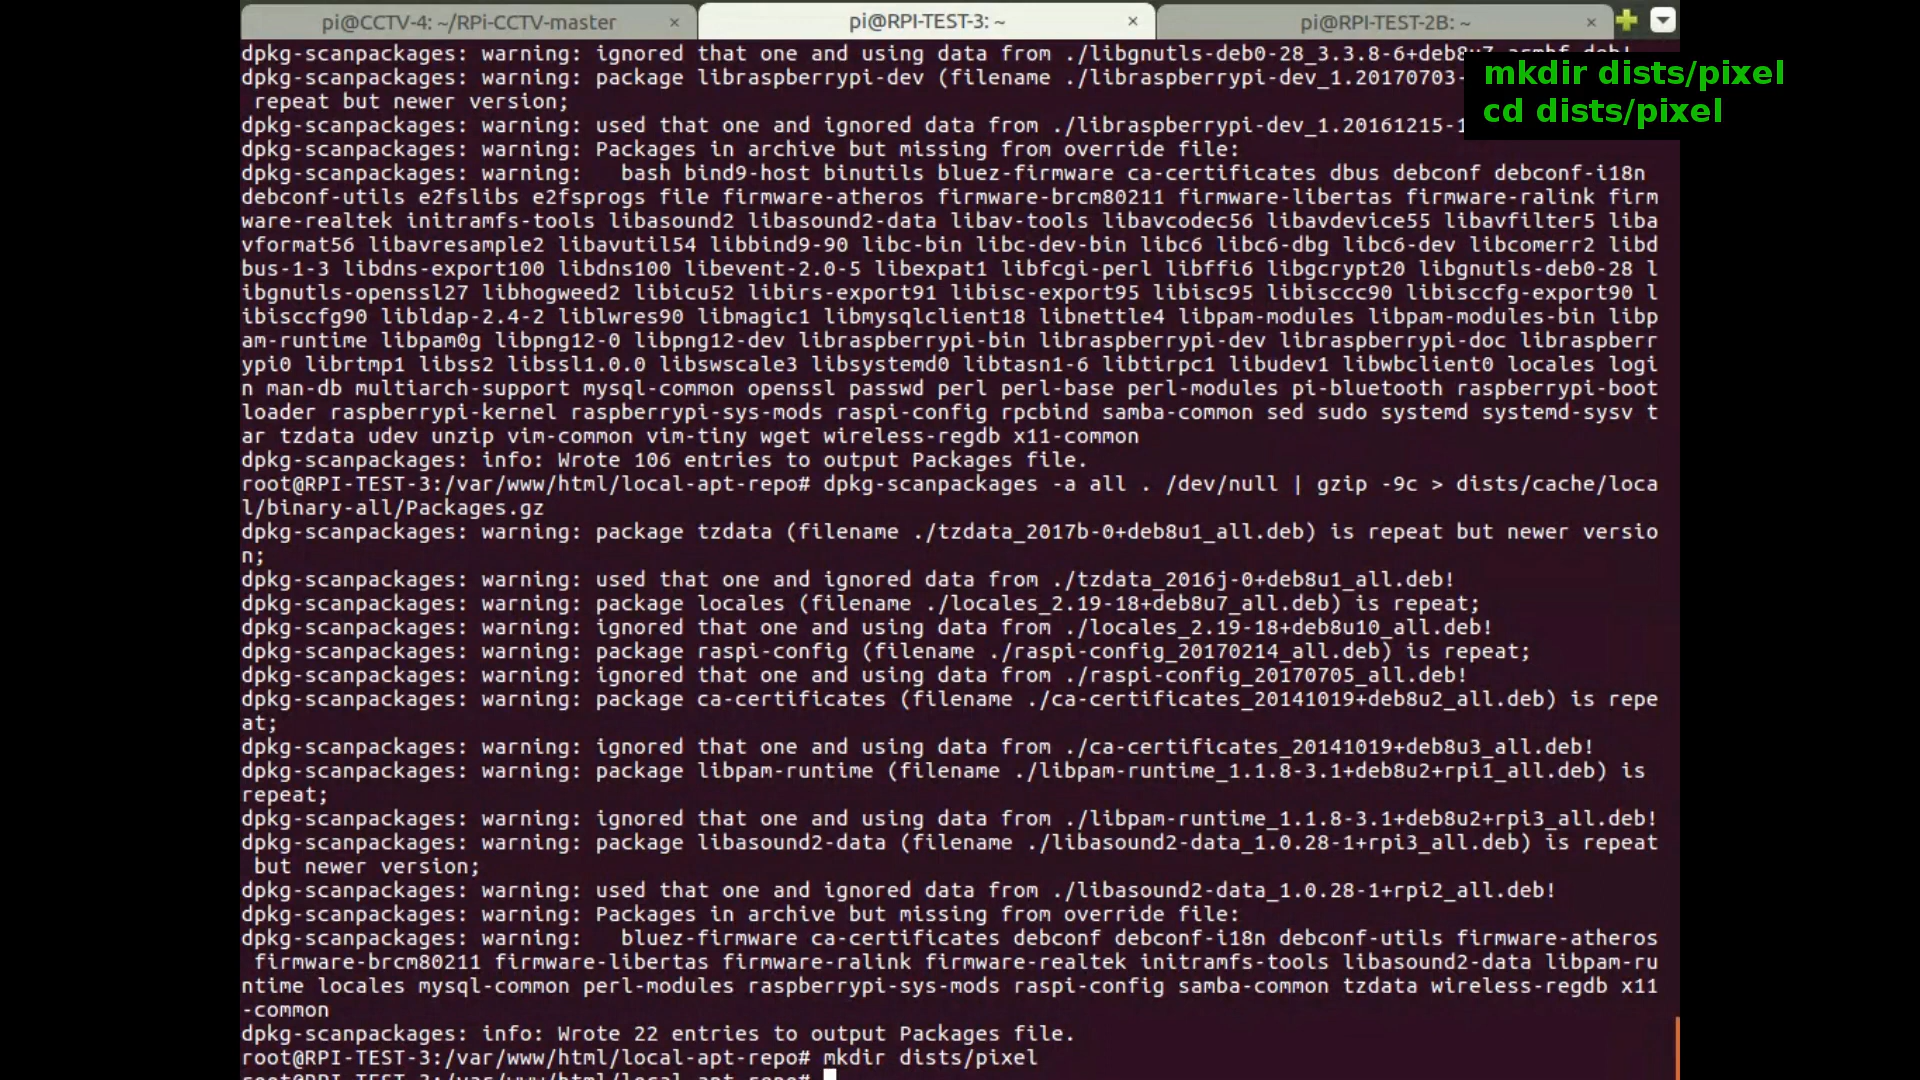 pi@CCTV-4: ~/RPi-CCTV-master × pi@RPI-TEST-3: ~ × pi@RPI-TEST-2B: ~ ×
mkdir dists/pixel
cd dists/pixel
dpkg-scanpackages: warning: ignored that one and using data from ./libgnutls-deb0-28_3.3.8-6+deb8u7_armhf.deb!
dpkg-scanpackages: warning: package libraspberrypi-dev (filename ./libraspberrypi-dev_1.20170703-
 repeat but newer version;
dpkg-scanpackages: warning: used that one and ignored data from ./libraspberrypi-dev_1.20161215-1
dpkg-scanpackages: warning: Packages in archive but missing from override file:
dpkg-scanpackages: warning:   bash bind9-host binutils bluez-firmware ca-certificates dbus debconf debconf-i18n
debconf-utils e2fslibs e2fsprogs file firmware-atheros firmware-brcm80211 firmware-libertas firmware-ralink firm
ware-realtek initramfs-tools libasound2 libasound2-data libav-tools libavcodec56 libavdevice55 libavfilter5 liba
vformat56 libavresample2 libavutil54 libbind9-90 libc-bin libc-dev-bin libc6 libc6-dbg libc6-dev libcomerr2 libd
bus-1-3 libdns-export100 libdns100 libevent-2.0-5 libexpat1 libfcgi-perl libffi6 libgcrypt20 libgnutls-deb0-28 l
ibgnutls-openssl27 libhogweed2 libicu52 libirs-export91 libisc-export95 libisc95 libisccc90 libisccfg-export90 l
ibisccfg90 libldap-2.4-2 liblwres90 libmagic1 libmysqlclient18 libnettle4 libpam-modules libpam-modules-bin libp
am-runtime libpam0g libpng12-0 libpng12-dev libraspberrypi-bin libraspberrypi-dev libraspberrypi-doc libraspberr
ypi0 librtmp1 libss2 libssl1.0.0 libswscale3 libsystemd0 libtasn1-6 libtirpc1 libudev1 libwbclient0 locales logi
n man-db multiarch-support mysql-common openssl passwd perl perl-base perl-modules pi-bluetooth raspberrypi-boot
loader raspberrypi-kernel raspberrypi-sys-mods raspi-config rpcbind samba-common sed sudo systemd systemd-sysv t
ar tzdata udev unzip vim-common vim-tiny wget wireless-regdb x11-common
dpkg-scanpackages: info: Wrote 106 entries to output Packages file.
root@RPI-TEST-3:/var/www/html/local-apt-repo# dpkg-scanpackages -a all . /dev/null | gzip -9c > dists/cache/loca
l/binary-all/Packages.gz
dpkg-scanpackages: warning: package tzdata (filename ./tzdata_2017b-0+deb8u1_all.deb) is repeat but newer versio
n;
dpkg-scanpackages: warning: used that one and ignored data from ./tzdata_2016j-0+deb8u1_all.deb!
dpkg-scanpackages: warning: package locales (filename ./locales_2.19-18+deb8u7_all.deb) is repeat;
dpkg-scanpackages: warning: ignored that one and using data from ./locales_2.19-18+deb8u10_all.deb!
dpkg-scanpackages: warning: package raspi-config (filename ./raspi-config_20170214_all.deb) is repeat;
dpkg-scanpackages: warning: ignored that one and using data from ./raspi-config_20170705_all.deb!
dpkg-scanpackages: warning: package ca-certificates (filename ./ca-certificates_20141019+deb8u2_all.deb) is repe
at;
dpkg-scanpackages: warning: ignored that one and using data from ./ca-certificates_20141019+deb8u3_all.deb!
dpkg-scanpackages: warning: package libpam-runtime (filename ./libpam-runtime_1.1.8-3.1+deb8u2+rpi1_all.deb) is
repeat;
dpkg-scanpackages: warning: ignored that one and using data from ./libpam-runtime_1.1.8-3.1+deb8u2+rpi3_all.deb!
dpkg-scanpackages: warning: package libasound2-data (filename ./libasound2-data_1.0.28-1+rpi3_all.deb) is repeat
 but newer version;
dpkg-scanpackages: warning: used that one and ignored data from ./libasound2-data_1.0.28-1+rpi2_all.deb!
dpkg-scanpackages: warning: Packages in archive but missing from override file:
dpkg-scanpackages: warning:   bluez-firmware ca-certificates debconf debconf-i18n debconf-utils firmware-atheros
 firmware-brcm80211 firmware-libertas firmware-ralink firmware-realtek initramfs-tools libasound2-data libpam-ru
ntime locales mysql-common perl-modules raspberrypi-sys-mods raspi-config samba-common tzdata wireless-regdb x11
-common
dpkg-scanpackages: info: Wrote 22 entries to output Packages file.
root@RPI-TEST-3:/var/www/html/local-apt-repo# mkdir dists/pixel
root@RPI-TEST-3:/var/www/html/local-apt-repo#